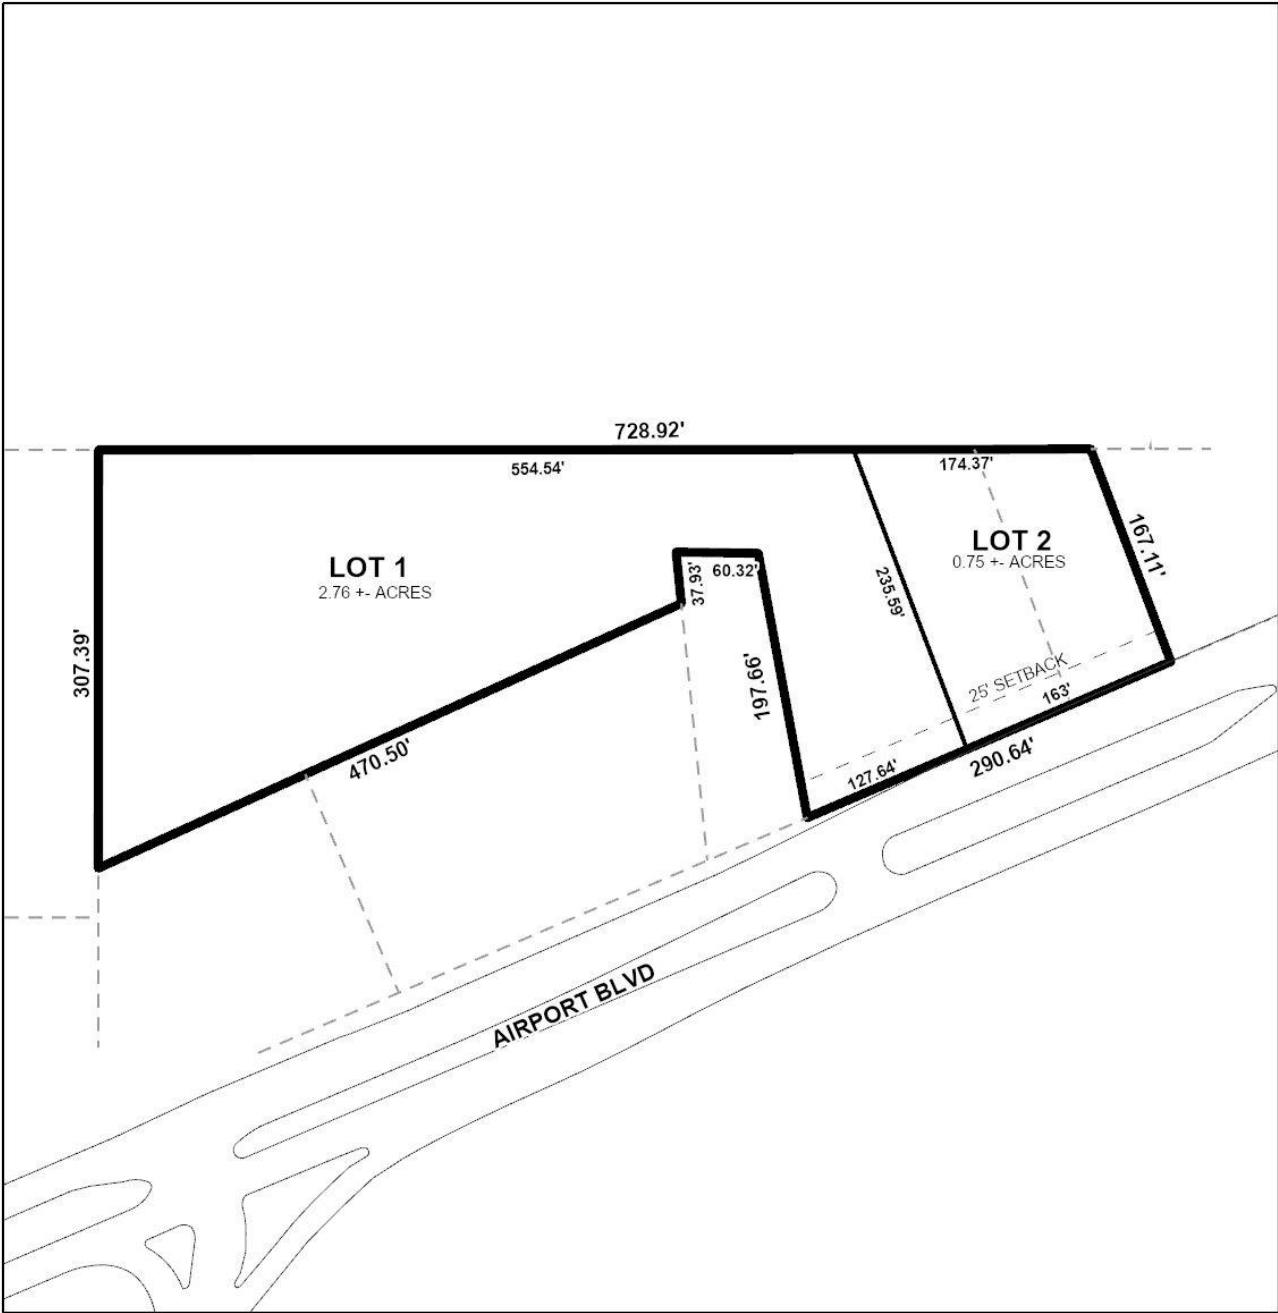 728.92'
554.54'
174.37'
LOT 1
2.76 +- ACRES
LOT 2
0.75 +- ACRES
167.11'
37.93'
60.32'
235.59'
307.39'
197.66'
25' SETBACK
163'
470.50'
127.64'
290.64'
AIRPORT BLVD